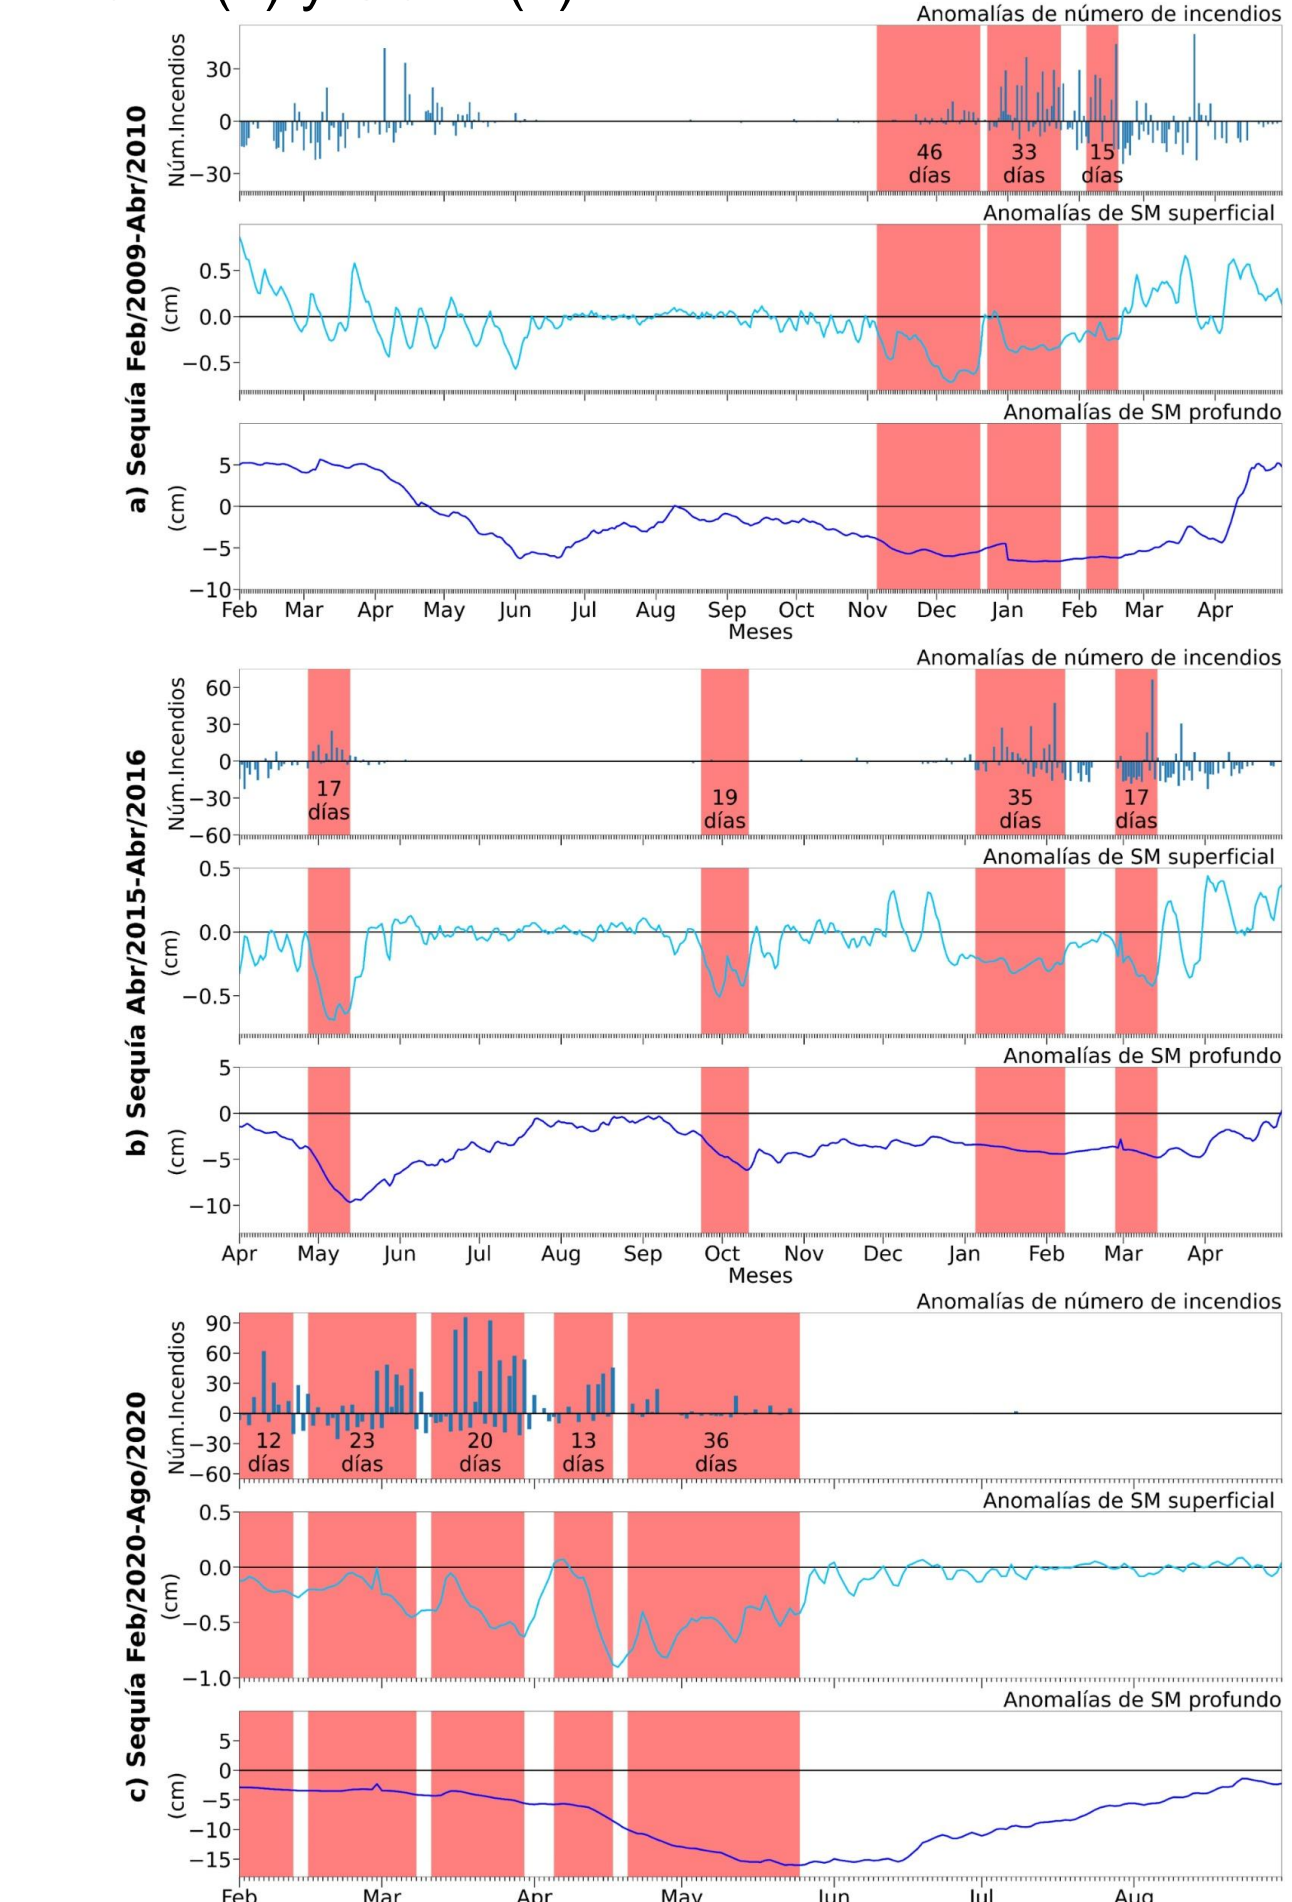 Anomalías de número de incendios
a) Sequía Feb/2009-Abr/2010
Núm.Incendios
30
0
−30
46 días
33 días
15 días
Anomalías de SM superficial
(cm)
0.5
0.0
−0.5
Anomalías de SM profundo
(cm)
5
0
−5
−10
Feb Mar Apr May Jun Jul Aug Sep Oct Nov Dec Jan Feb Mar Apr
Meses
Anomalías de número de incendios
b) Sequía Abr/2015-Abr/2016
Núm.Incendios
60
30
0
−30
−60
17 días
19 días
35 días
17 días
Anomalías de SM superficial
(cm)
0.5
0.0
−0.5
Anomalías de SM profundo
(cm)
5
0
−5
−10
Apr May Jun Jul Aug Sep Oct Nov Dec Jan Feb Mar Apr
Meses
Anomalías de número de incendios
c) Sequía Feb/2020-Ago/2020
Núm.Incendios
90
60
30
0
−30
−60
12 días
23 días
20 días
13 días
36 días
Anomalías de SM superficial
(cm)
0.5
0.0
−0.5
−1.0
Anomalías de SM profundo
(cm)
5
0
−5
−10
−15
Feb Mar Apr May Jun Jul Aug